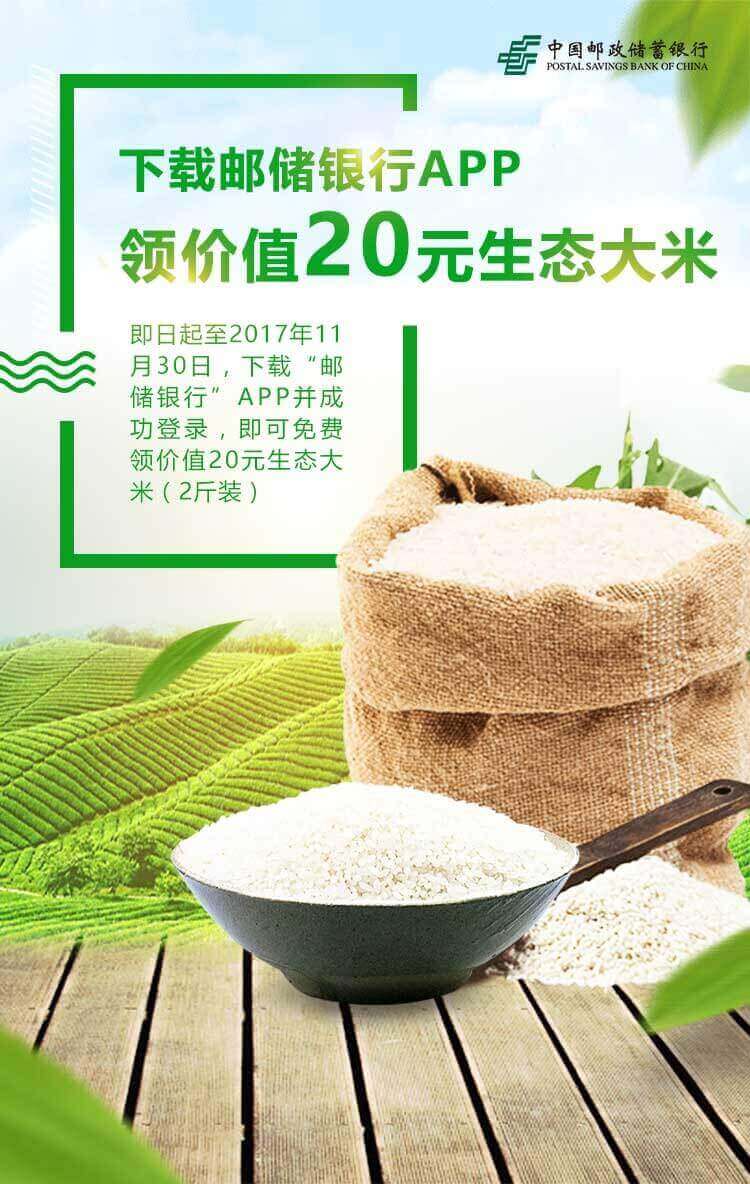 中国邮政储蓄银行
POSTAL SAVINGS BANK OF CHINA
下载邮储银行APP
领价值20元生态大米
即日起至2017年11
月30日，下载“邮
储银行”APP并成
功登录，即可免费
领价值20元生态大
米（2斤装）